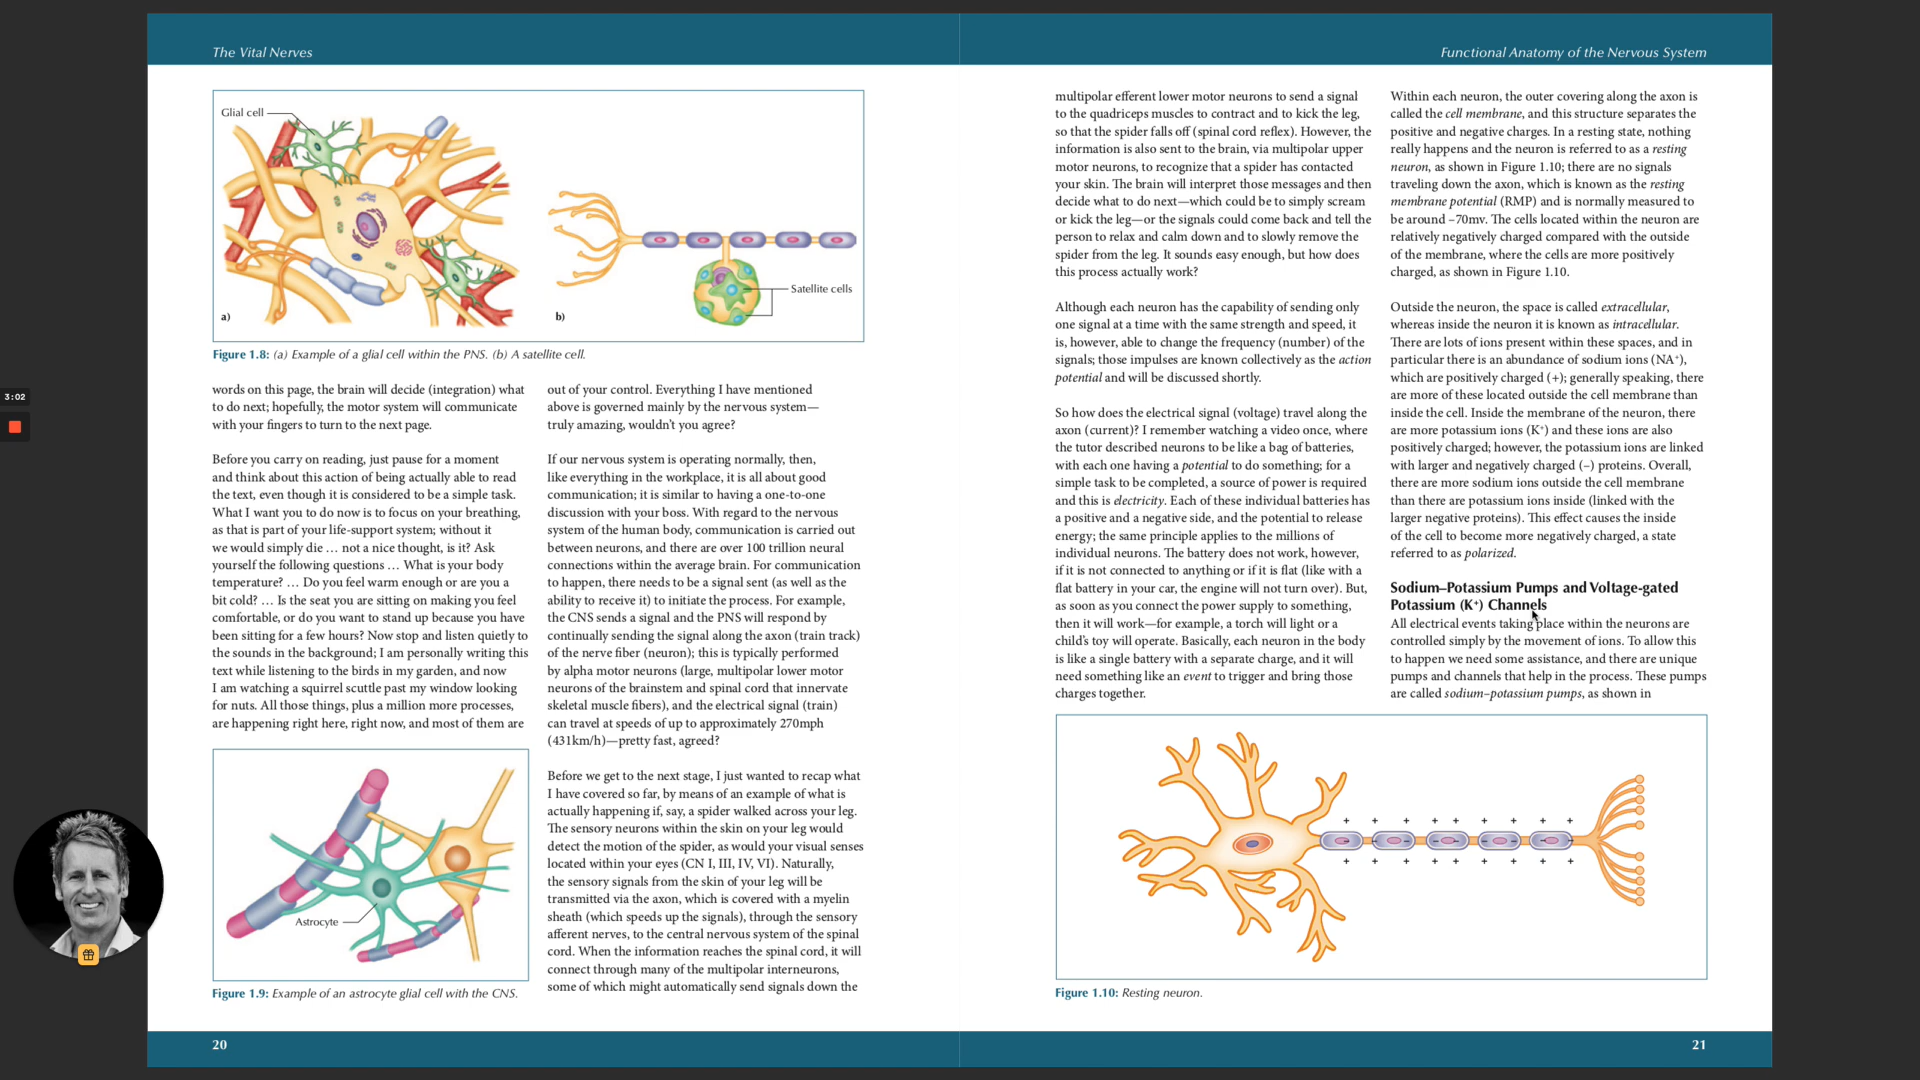 The Vital Nerves
Glial cell
Satellite cells
a)
b)
Figure 1.8: (a) Example of a glial cell within the PNS. (b) A satellite cell.
words on this page, the brain will decide (integration) what
to do next; hopefully, the motor system will communicate
with your fingers to turn to the next page.
Before you carry on reading, just pause for a moment
and think about this action of being actually able to read
the text, even though it is considered to be a simple task.
What I want you to do now is to focus on your breathing,
as that is part of your life-support system; without it
we would simply die … not a nice thought, is it? Ask
yourself the following questions … What is your body
temperature? … Do you feel warm enough or are you a
bit cold? … Is the seat you are sitting on making you feel
comfortable, or do you want to stand up because you have
been sitting for a few hours? Now stop and listen quietly to
the sounds in the background; I am personally writing this
text while listening to the birds in my garden, and now
I am watching a squirrel scuttle past my window looking
for nuts. All those things, plus a million more processes,
are happening right here, right now, and most of them are
Astrocyte
Figure 1.9: Example of an astrocyte glial cell with the CNS.
out of your control. Everything I have mentioned
above is governed mainly by the nervous system—
truly amazing, wouldn't you agree?
If our nervous system is operating normally, then,
like everything in the workplace, it is all about good
communication; it is similar to having a one-to-one
discussion with your boss. With regard to the nervous
system of the human body, communication is carried out
between neurons, and there are over 100 trillion neural
connections within the average brain. For communication
to happen, there needs to be a signal sent (as well as the
ability to receive it) to initiate the process. For example,
the CNS sends a signal and the PNS will respond by
continually sending the signal along the axon (train track)
of the nerve fiber (neuron); this is typically performed
by alpha motor neurons (large, multipolar lower motor
neurons of the brainstem and spinal cord that innervate
skeletal muscle fibers), and the electrical signal (train)
can travel at speeds of up to approximately 270mph
(431km/h)—pretty fast, agreed?
Before we get to the next stage, I just wanted to recap what
I have covered so far, by means of an example of what is
actually happening if, say, a spider walked across your leg.
The sensory neurons within the skin on your leg would
detect the motion of the spider, as would your visual senses
located within your eyes (CN I, III, IV, VI). Naturally,
the sensory signals from the skin of your leg will be
transmitted via the axon, which is covered with a myelin
sheath (which speeds up the signals), through the sensory
afferent nerves, to the central nervous system of the spinal
cord. When the information reaches the spinal cord, it will
connect through many of the multipolar interneurons,
some of which might automatically send signals down the
20
Functional Anatomy of the Nervous System
multipolar efferent lower motor neurons to send a signal
to the quadriceps muscles to contract and to kick the leg,
so that the spider falls off (spinal cord reflex). However, the
information is also sent to the brain, via multipolar upper
motor neurons, to recognize that a spider has contacted
your skin. The brain will interpret those messages and then
decide what to do next—which could be to simply scream
or kick the leg—or the signals could come back and tell the
person to relax and calm down and to slowly remove the
spider from the leg. It sounds easy enough, but how does
this process actually work?
Although each neuron has the capability of sending only
one signal at a time with the same strength and speed, it
is, however, able to change the frequency (number) of the
signals; those impulses are known collectively as the action
potential and will be discussed shortly.
So how does the electrical signal (voltage) travel along the
axon (current)? I remember watching a video once, where
the tutor described neurons to be like a bag of batteries,
with each one having a potential to do something; for a
simple task to be completed, a source of power is required
and this is electricity. Each of these individual batteries has
a positive and a negative side, and the potential to release
energy; the same principle applies to the millions of
individual neurons. The battery does not work, however,
if it is not connected to anything or if it is flat (like with a
flat battery in your car, the engine will not turn over). But,
as soon as you connect the power supply to something,
then it will work—for example, a torch will light or a
child's toy will operate. Basically, each neuron in the body
is like a single battery with a separate charge, and it will
need something like an event to trigger and bring those
charges together.
Within each neuron, the outer covering along the axon is
called the cell membrane, and this structure separates the
positive and negative charges. In a resting state, nothing
really happens and the neuron is referred to as a resting
neuron, as shown in Figure 1.10; there are no signals
traveling down the axon, which is known as the resting
membrane potential (RMP) and is normally measured to
be around –70mv. The cells located within the neuron are
relatively negatively charged compared with the outside
of the membrane, where the cells are more positively
charged, as shown in Figure 1.10.
Outside the neuron, the space is called extracellular,
whereas inside the neuron it is known as intracellular.
There are lots of ions present within these spaces, and in
particular there is an abundance of sodium ions (NA⁺),
which are positively charged (+); generally speaking, there
are more of these located outside the cell membrane than
inside the cell. Inside the membrane of the neuron, there
are more potassium ions (K⁺) and these ions are also
positively charged; however, the potassium ions are linked
with larger and negatively charged (–) proteins. Overall,
there are more sodium ions outside the cell membrane
than there are potassium ions inside (linked with the
larger negative proteins). This effect causes the inside
of the cell to become more negatively charged, a state
referred to as polarized.
Sodium–Potassium Pumps and Voltage-gated
Potassium (K⁺) Channels
All electrical events taking place within the neurons are
controlled simply by the movement of ions. To allow this
to happen we need some assistance, and there are unique
pumps and channels that help in the process. These pumps
are called sodium–potassium pumps, as shown in
+ + + + + + + +
+ + + + + + + +
Figure 1.10: Resting neuron.
21
3:02